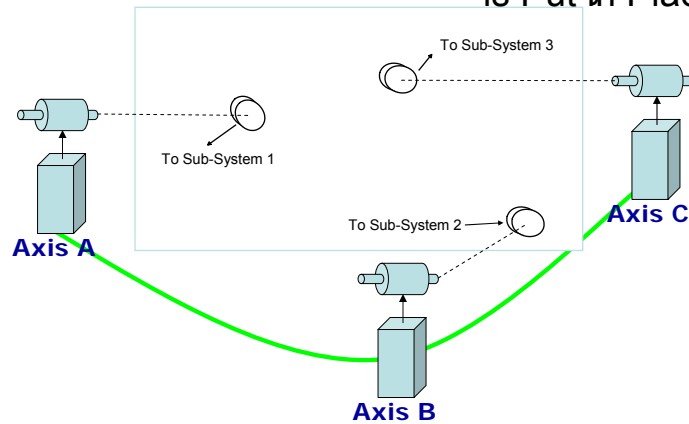 To Sub-System 3
To Sub-System 1
To Sub-System 2
Axis A
Axis C
Axis B